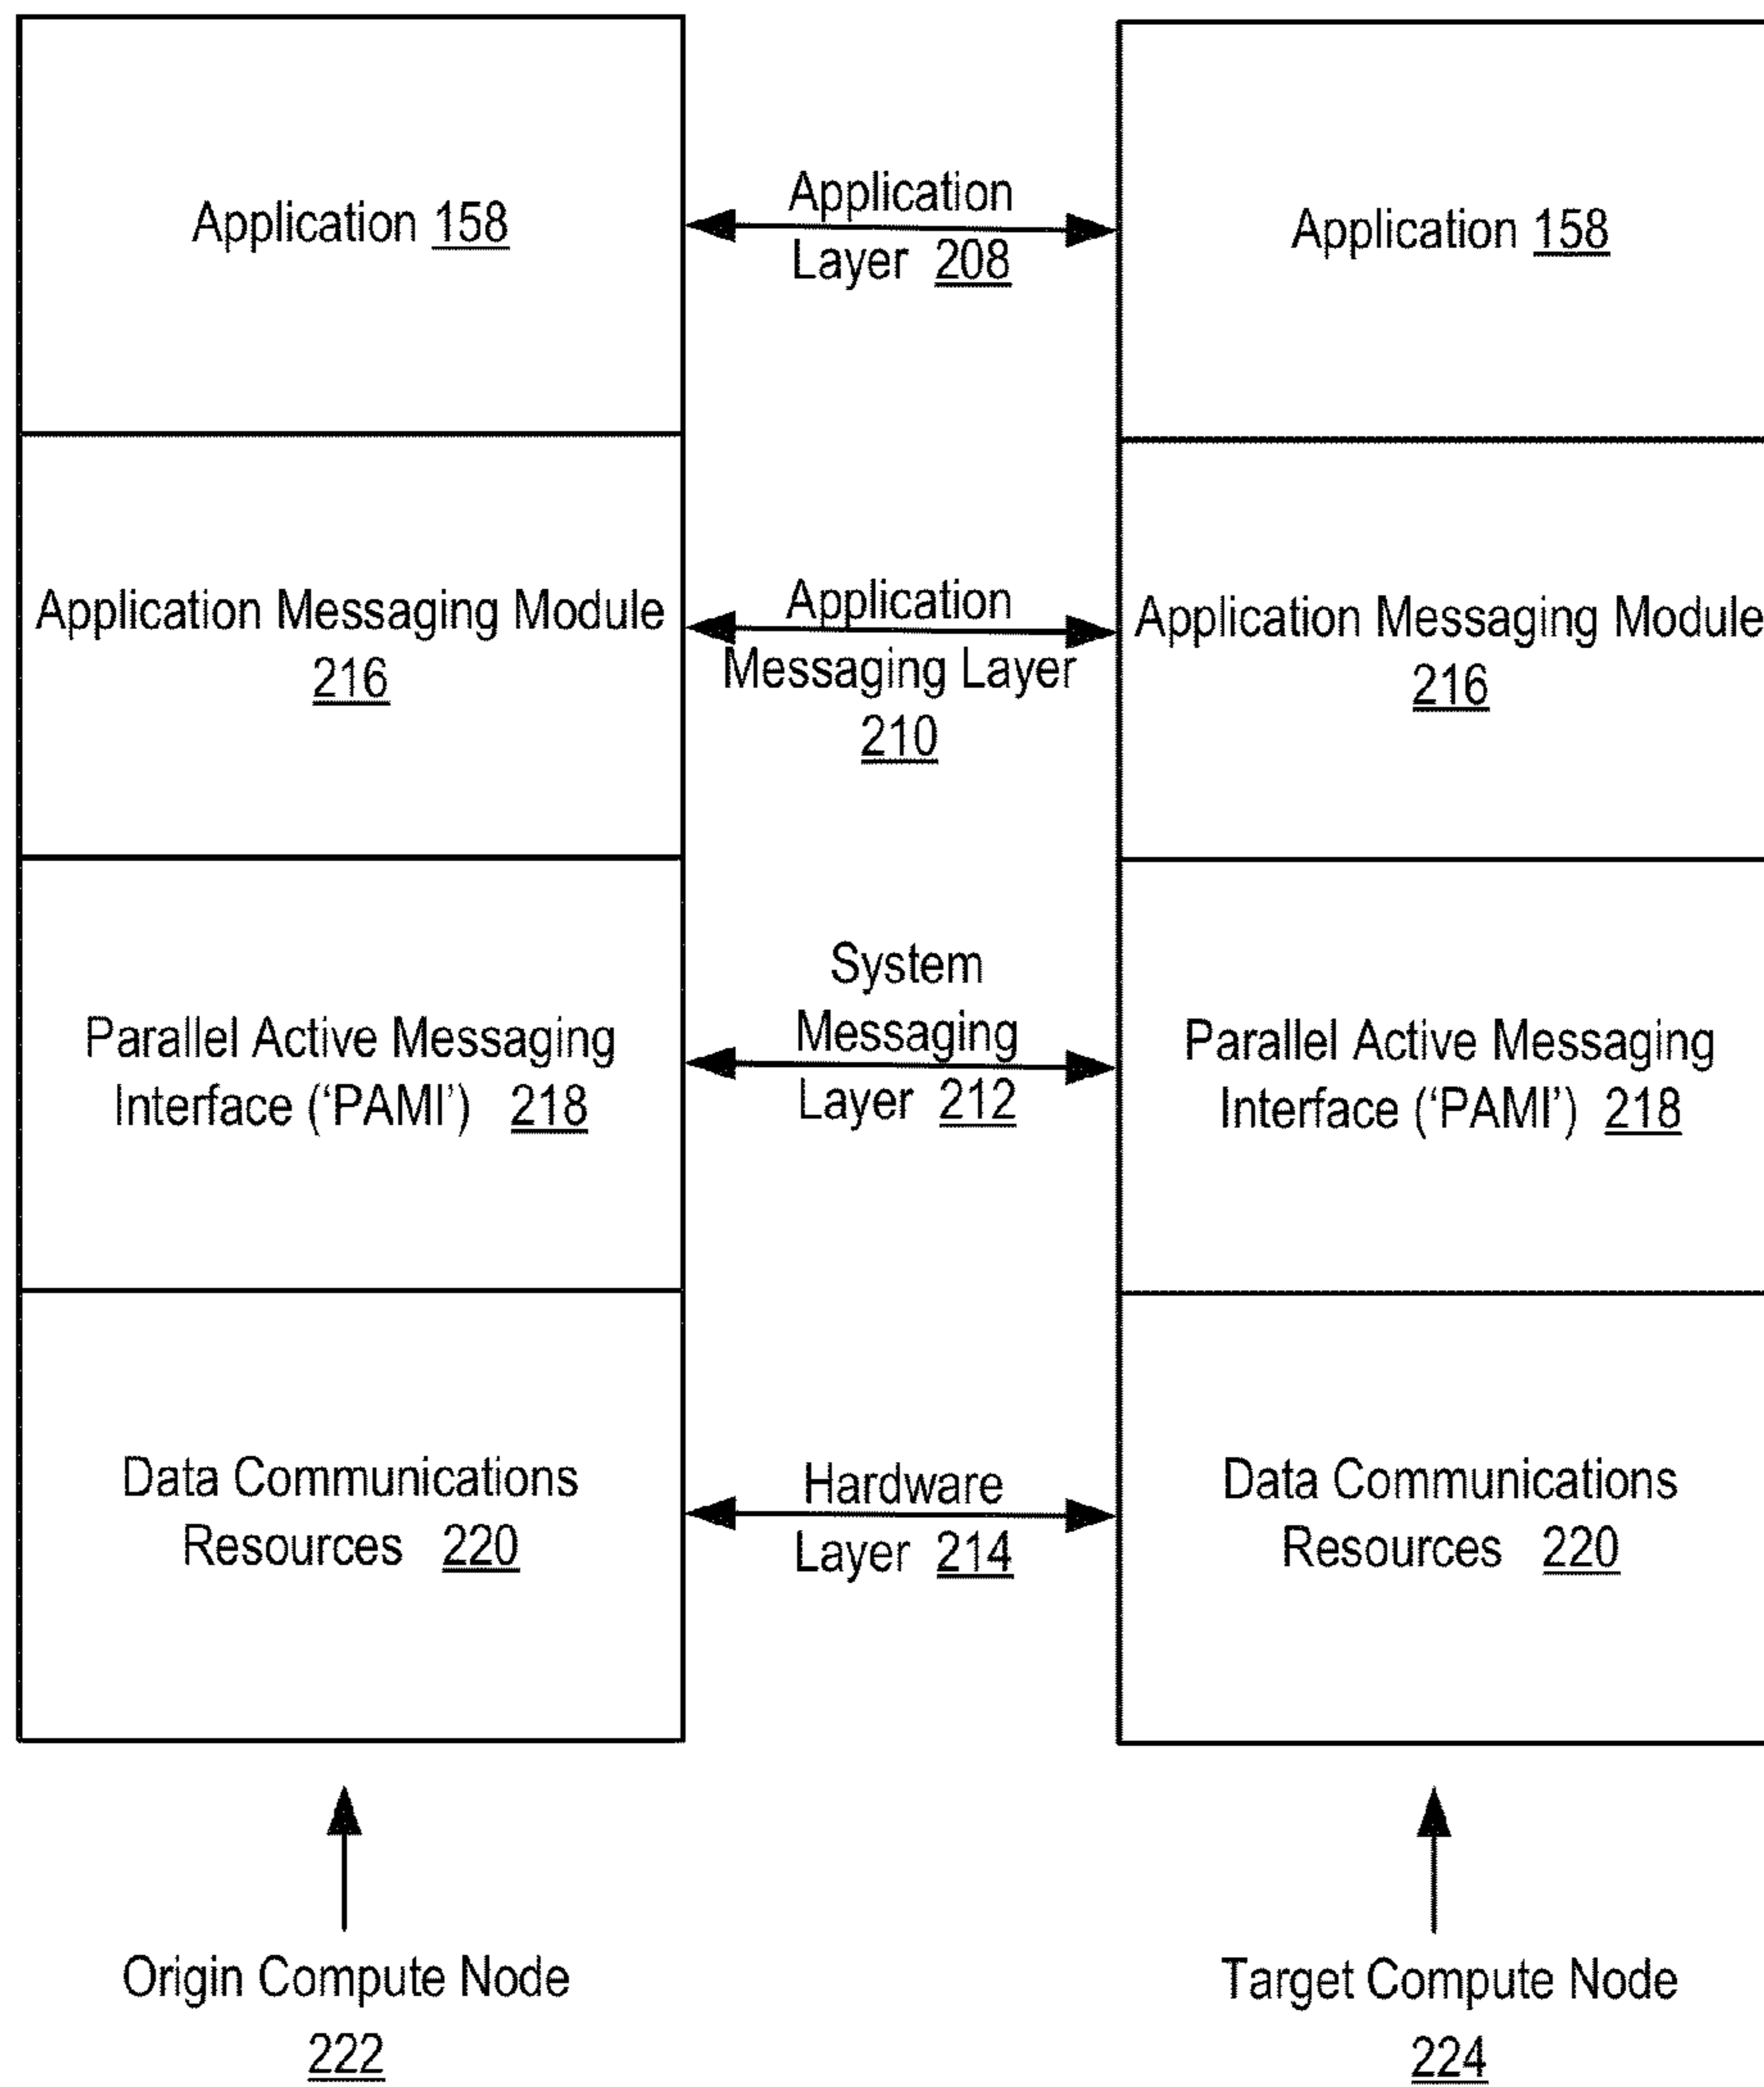 Application 158
Application
Layer 208
Application 158
Application Messaging Module
216
Application
Messaging Layer
210
Application Messaging Module
216
Parallel Active Messaging
Interface (‘PAMI’) 218
System
Messaging
Layer 212
Parallel Active Messaging
Interface (‘PAMI’) 218
Data Communications
Resources 220
Hardware
Layer 214
Data Communications
Resources 220
Origin Compute Node
222
Target Compute Node
224